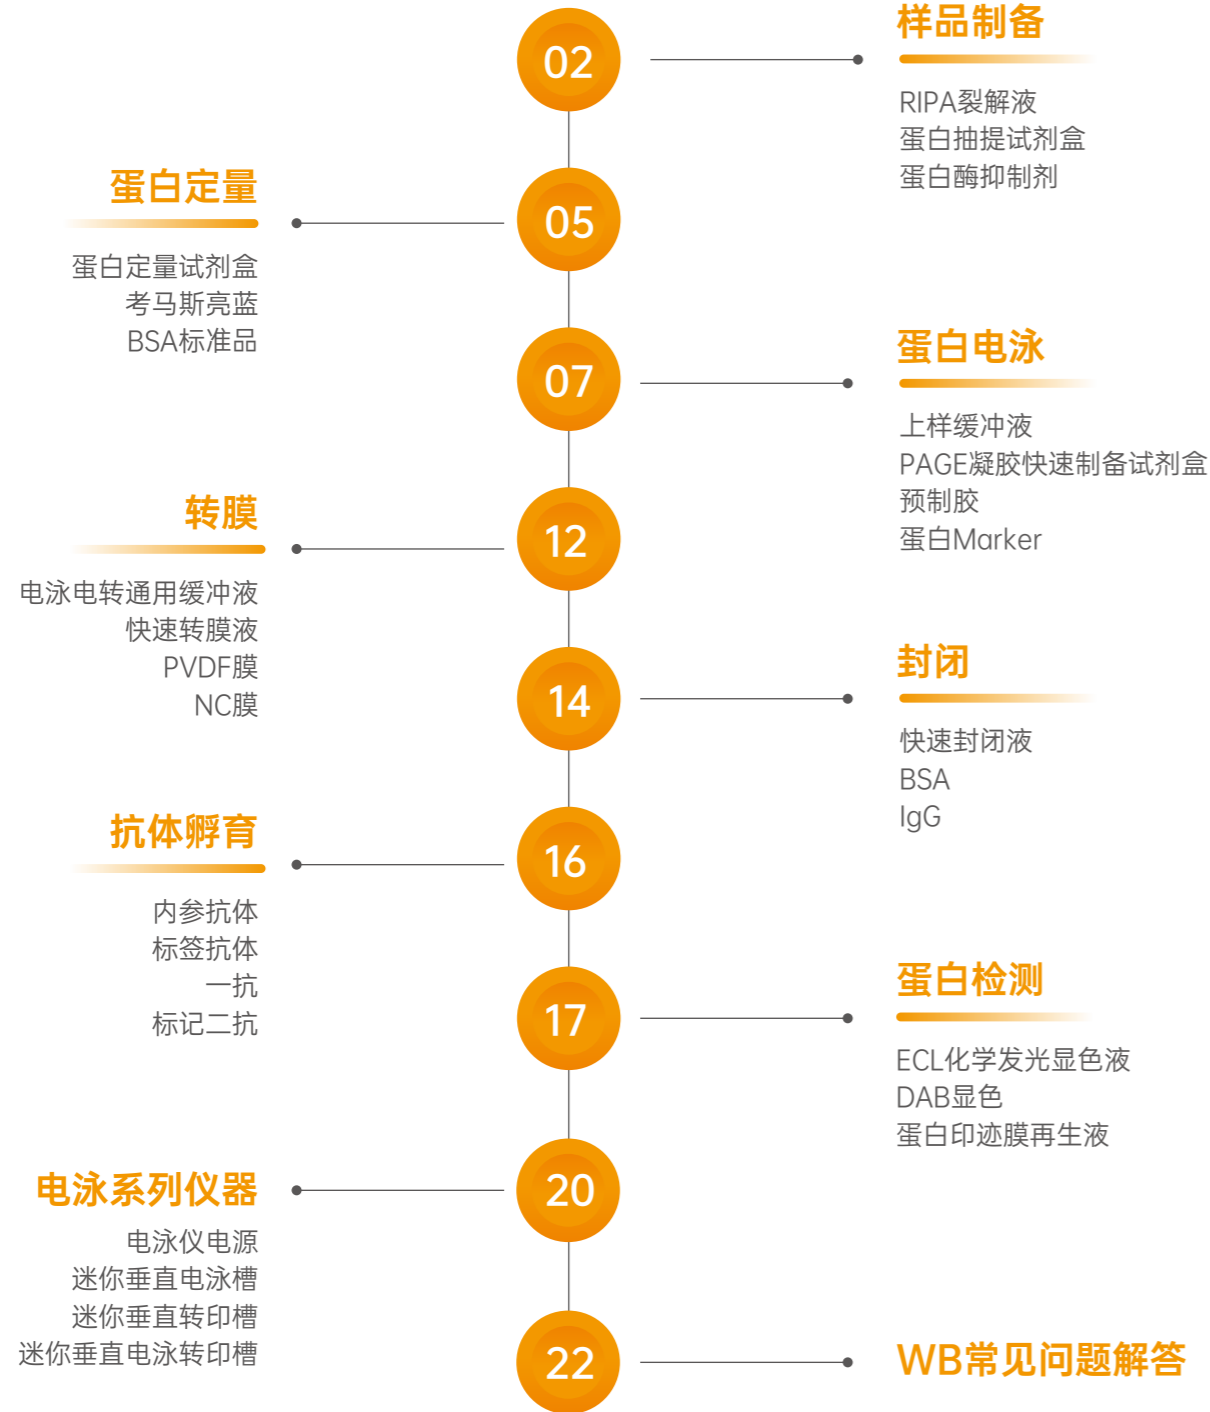 02
样品制备
RIPA裂解液
蛋白抽提试剂盒
蛋白酶抑制剂
05
蛋白定量
蛋白定量试剂盒
考马斯亮蓝
BSA标准品
07
蛋白电泳
上样缓冲液
PAGE凝胶快速制备试剂盒
预制胶
蛋白Marker
12
转膜
电泳电转通用缓冲液
快速转膜液
PVDF膜
NC膜
14
封闭
快速封闭液
BSA
IgG
16
抗体孵育
内参抗体
标签抗体
一抗
标记二抗
17
蛋白检测
ECL化学发光显色液
DAB显色
蛋白印迹膜再生液
20
电泳系列仪器
电泳仪电源
迷你垂直电泳槽
迷你垂直转印槽
迷你垂直电泳转印槽
22
WB常见问题解答